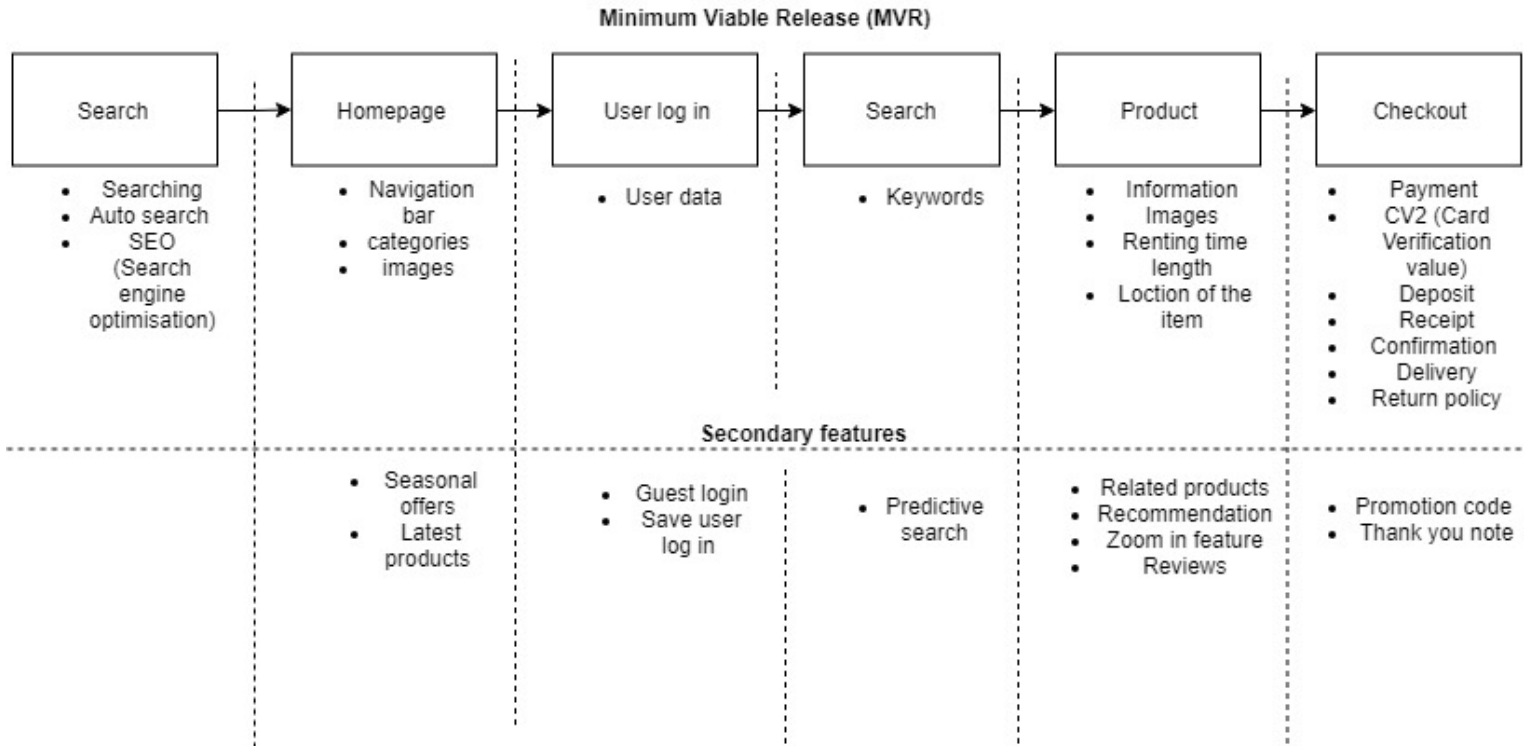 Minimum Viable Release (MVR)
Search
Homepage
User log in
Search
Product
Checkout
• Searching
• Auto search
• SEO
(Search
engine
optimisation)
• Navigation
bar
• categories
• images
• User data
• Keywords
• Information
• Images
• Renting time
length
• Loction of the
item
• Payment
• CV2 (Card
Verification
value)
• Deposit
• Receipt
• Confirmation
• Delivery
• Return policy
Secondary features
• Seasonal
offers
• Latest
products
• Guest login
• Save user
log in
• Predictive
search
• Related products
• Recommendation
• Zoom in feature
• Reviews
• Promotion code
• Thank you note